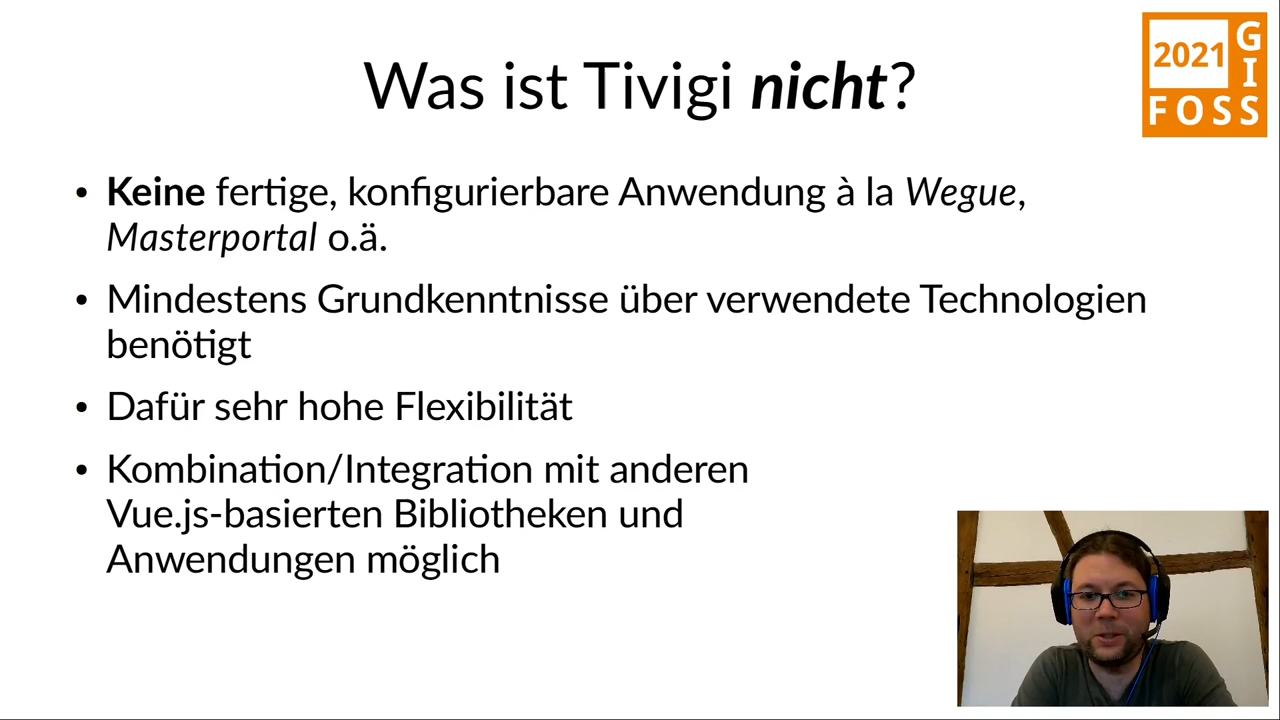 Was ist Tivigi nicht?
2021
G
I
FOSS
• Keine fertige, konfigurierbare Anwendung à la Wegue,
Masterportal o.ä.
• Mindestens Grundkenntnisse über verwendete Technologien
benötigt
• Dafür sehr hohe Flexibilität
• Kombination/Integration mit anderen
Vue.js-basierten Bibliotheken und
Anwendungen möglich